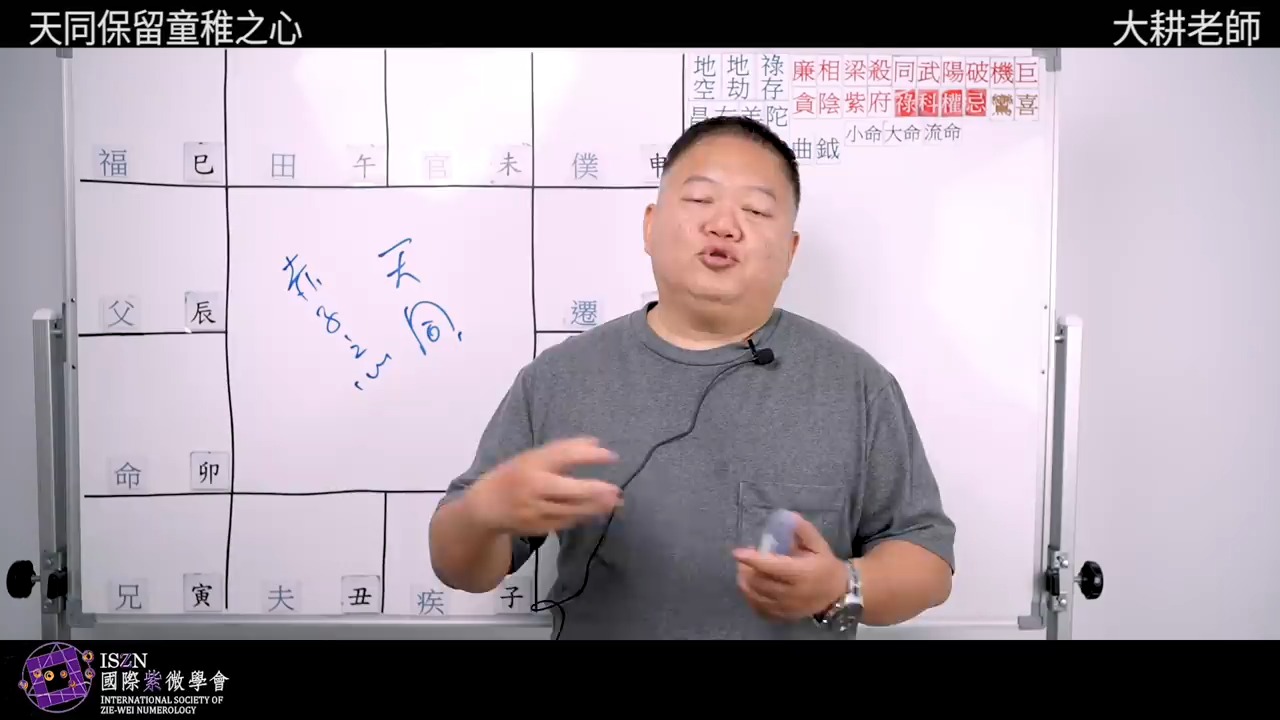 天同保留童稚之心
大耕老師
地 地 祿
空 劫 存
廉相梁殺同武陽破機巨
貪陰紫府祿科權忌鸞喜
陀
小命大命流命
曲鉞
福 巳 田 午 官 未 僕 申
天同
赤子之心
父 辰 遷
命 卯
兄 寅 夫 丑 疾 子
ISZN
國際紫微學會
INTERNATIONAL SOCIETY OF
ZIE-WEI NUMEROLOGY